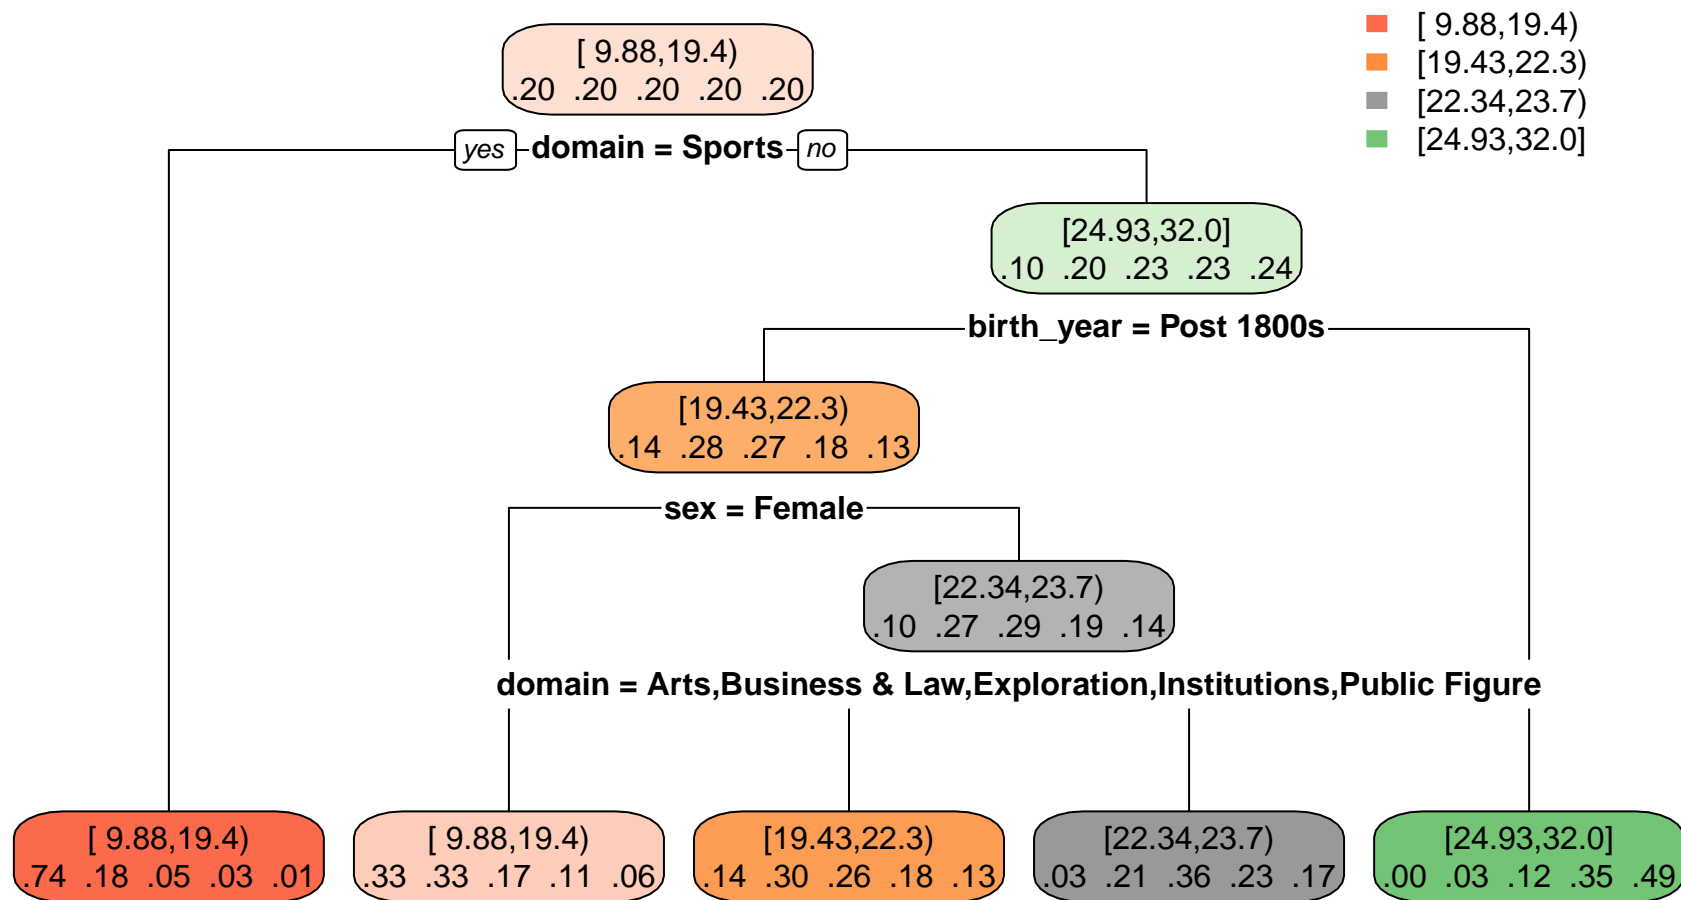 [ 9.88,19.4)
[19.43,22.3)
[22.34,23.7)
[24.93,32.0]
[ 9.88,19.4)
.20 .20 .20 .20 .20
yes domain = Sports no
[24.93,32.0]
.10 .20 .23 .23 .24
birth_year = Post 1800s
[19.43,22.3)
.14 .28 .27 .18 .13
sex = Female
[22.34,23.7)
.10 .27 .29 .19 .14
domain = Arts,Business & Law,Exploration,Institutions,Public Figure
[ 9.88,19.4)
.74 .18 .05 .03 .01
[ 9.88,19.4)
.33 .33 .17 .11 .06
[19.43,22.3)
.14 .30 .26 .18 .13
[22.34,23.7)
.03 .21 .36 .23 .17
[24.93,32.0]
.00 .03 .12 .35 .49